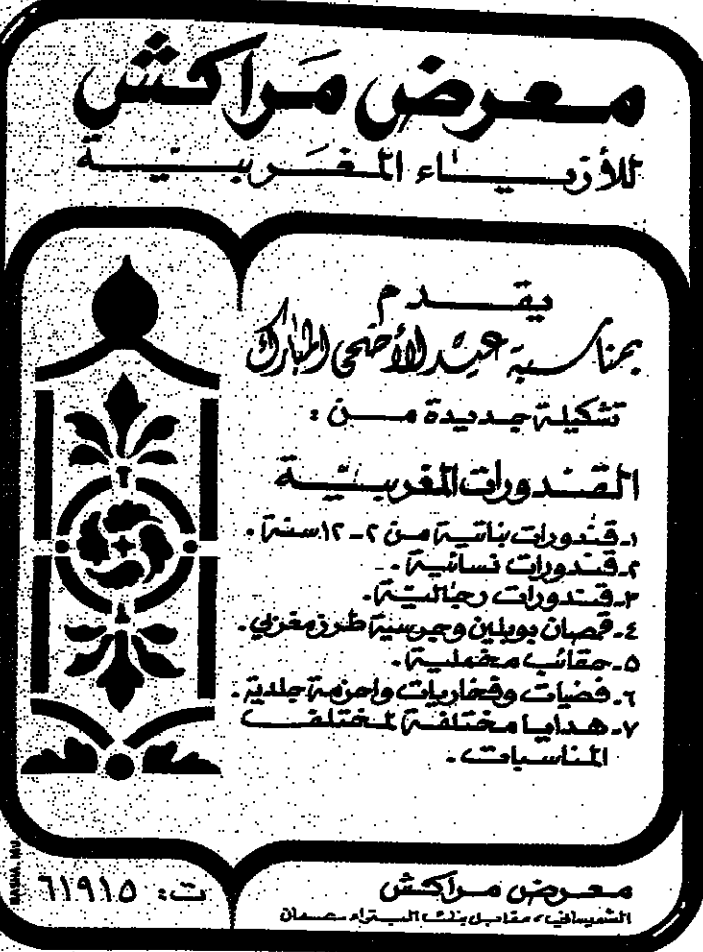 معرض مراكش
للأزياء المغربية
يقدم
بمناسبة عيد الأضحى المبارك
تشكيلة جديدة من :
القندورات المغربية
١- قندورات بناتية من ٢ - ١٢ سنة .
٢- قندورات نسائية .
٣- قندورات رجالية .
٤- قمصان بوبلين وجرسية طرز مغربي .
٥- حقائب مخملية .
٦- فضيات وفخاريات واحزمة جلدية .
٧- هدايا مختلفة لمختلف
المناسبات .
معرض مراكش
ت : ٦١٩١٥
الشميساني ، مقابل بنك البتراء - عمان